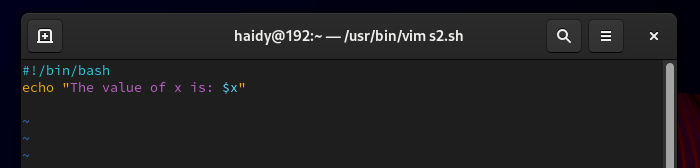 haidy@192:~ — /usr/bin/vim s2.sh
#!/bin/bash
echo "The value of x is: $x"
~
~
~